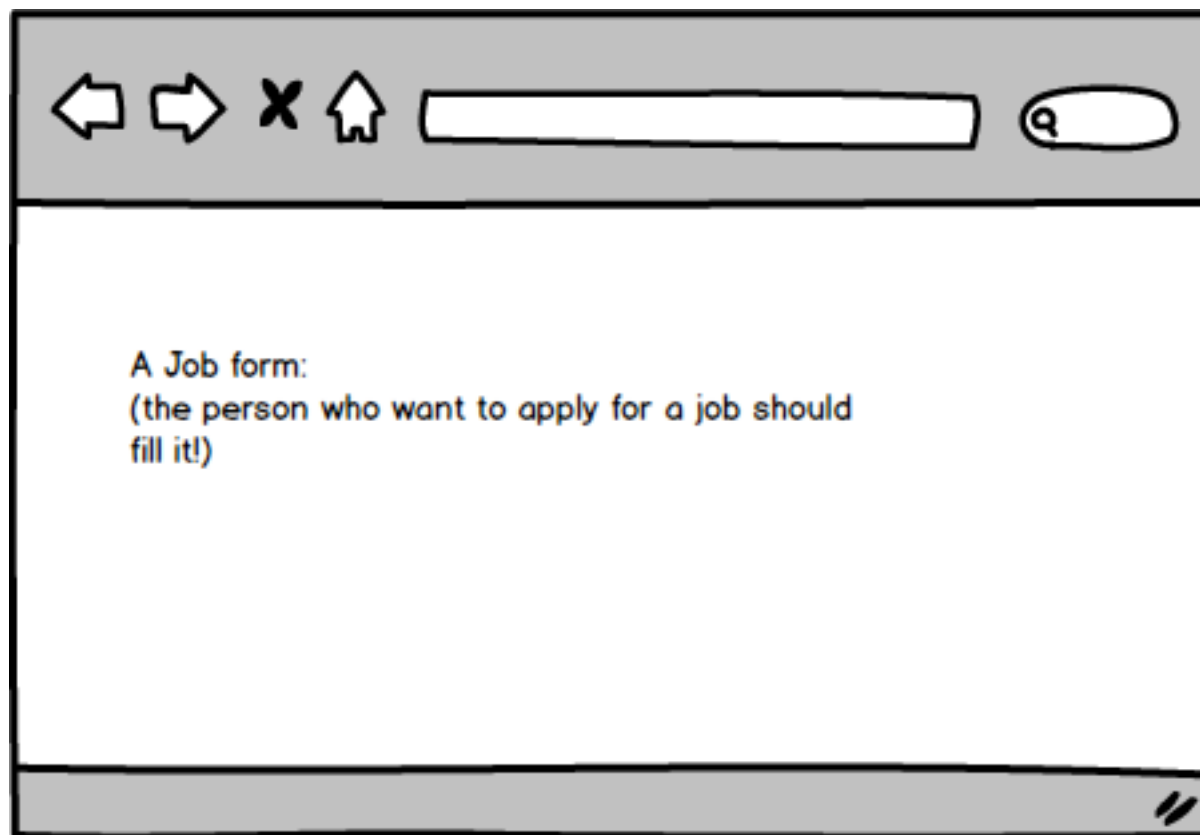 A Job form:
(the person who want to apply for a job should
fill it!)